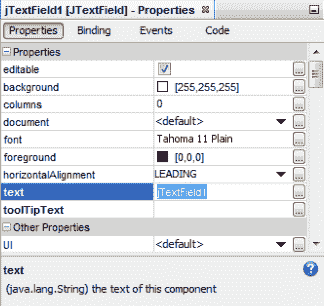 jTextField1 [JTextField] - Properties
Properties Binding Events Code
Properties
editable
background [255,255,255] ...
columns 0 ...
document <default> ...
font Tahoma 11 Plain ...
foreground [0,0,0] ...
horizontalAlignment LEADING ...
text jTextField1 ...
toolTipText ...
Other Properties
UI <default> ...
text
(java.lang.String) the text of this component